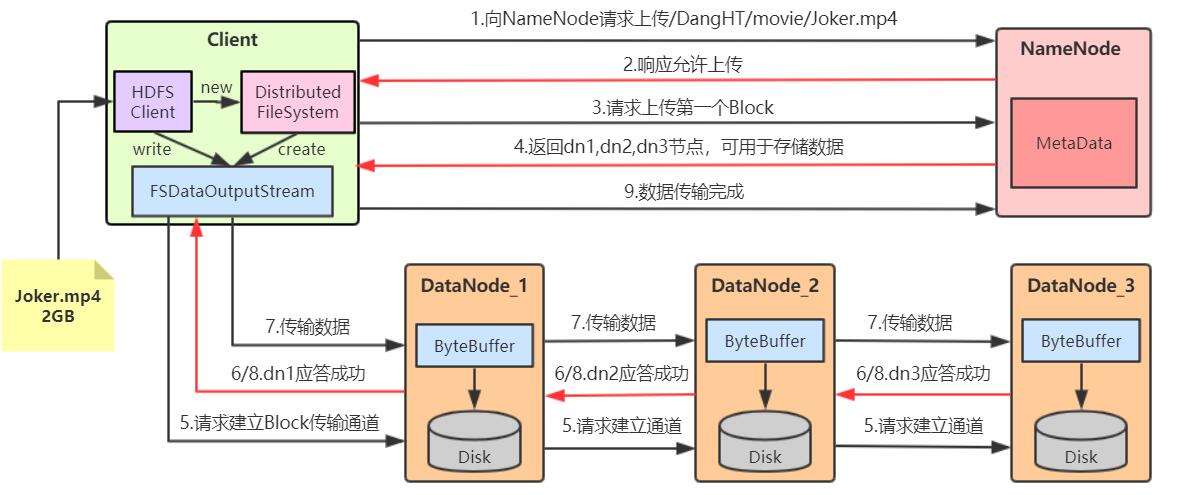 1.向NameNode请求上传/DangHT/movie/Joker.mp4
Client
NameNode
2.响应允许上传
HDFS
Client
new
Distributed
FileSystem
3.请求上传第一个Block
MetaData
write
create
4.返回dn1,dn2,dn3节点，可用于存储数据
FSDataOutputStream
9.数据传输完成
Joker.mp4
2GB
DataNode_1
DataNode_2
DataNode_3
7.传输数据
7.传输数据
7.传输数据
ByteBuffer
ByteBuffer
ByteBuffer
6/8.dn1应答成功
6/8.dn2应答成功
6/8.dn3应答成功
5.请求建立Block传输通道
5.请求建立通道
5.请求建立通道
Disk
Disk
Disk